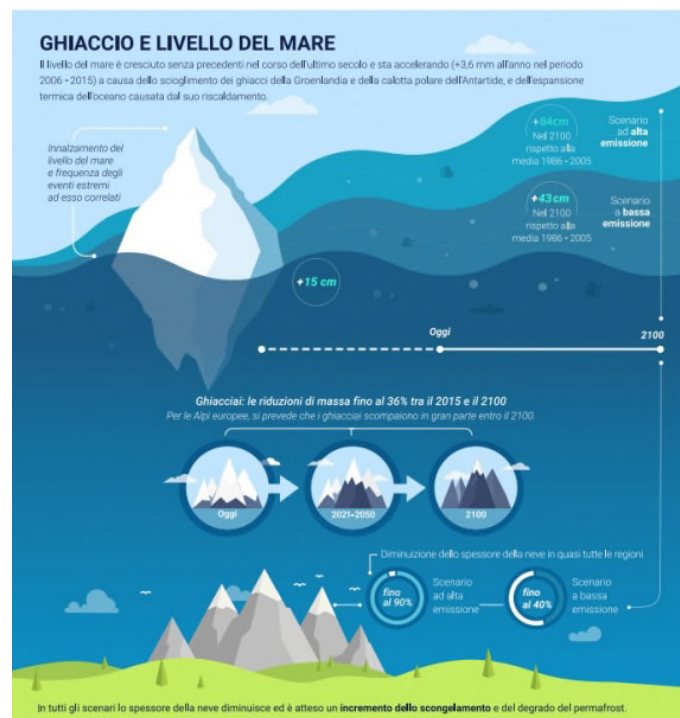 GHIACCIO E LIVELLO DEL MARE
Il livello del mare è cresciuto senza precedenti nel corso dell'ultimo secolo e sta accelerando (+3,6 mm all'anno nel periodo
2006 - 2015) a causa dello scioglimento dei ghiacci della Groenlandia e della calotta polare dell'Antartide, e dell'espansione
termica dell'oceano causata dal suo riscaldamento.
Innalzamento del
livello del mare
e frequenza degli
eventi estremi
ad esso correlati
+84cm
Nel 2100
rispetto alla
media 1986 - 2005
Scenario
ad alta
emissione
+43 cm
Nel 2100
rispetto alla
media 1986 - 2005
Scenario
a bassa
emissione
+15 cm
Oggi
2100
Ghiacciai: le riduzioni di massa fino al 36% tra il 2015 e il 2100
Per le Alpi europee, si prevede che i ghiacciai scompaiono in gran parte entro il 2100.
Oggi
2021-2050
2100
Diminuzione dello spessore della neve in quasi tutte le regioni
fino
al 90%
Scenario
ad alta
emissione
fino
al 40%
Scenario
a bassa
emissione
In tutti gli scenari lo spessore della neve diminuisce ed è atteso un incremento dello scongelamento e del degrado del permafrost.